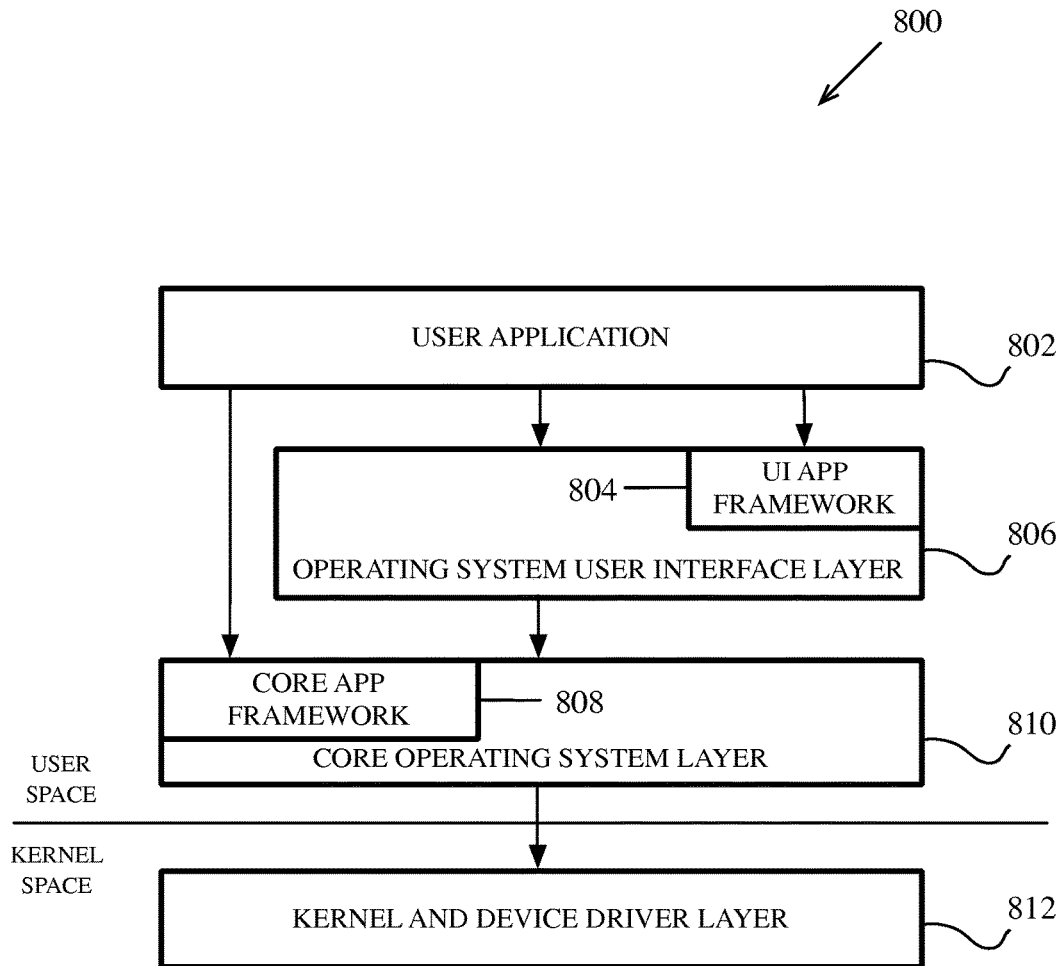 800
USER APPLICATION
802
804
UI APP
FRAMEWORK
806
OPERATING SYSTEM USER INTERFACE LAYER
CORE APP
FRAMEWORK
808
810
CORE OPERATING SYSTEM LAYER
USER
SPACE
KERNEL
SPACE
KERNEL AND DEVICE DRIVER LAYER
812